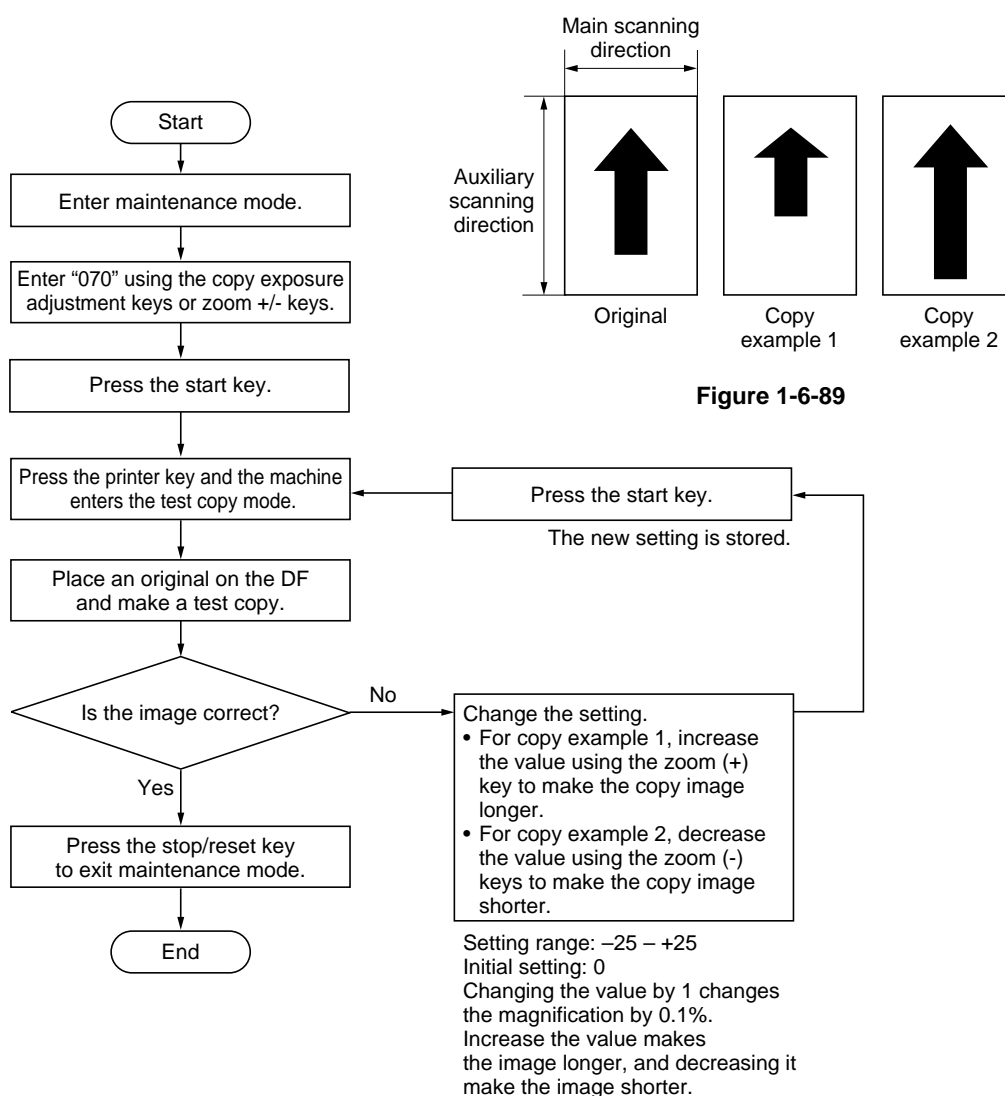 Main scanning
direction
Auxiliary
scanning
direction
Original
Copy
example 1
Copy
example 2
Figure 1-6-89
Start
Enter maintenance mode.
Enter “070” using the copy exposure
adjustment keys or zoom +/- keys.
Press the start key.
Press the printer key and the machine
enters the test copy mode.
Place an original on the DF
and make a test copy.
Is the image correct?
No
Yes
Press the stop/reset key
to exit maintenance mode.
End
Press the start key.
The new setting is stored.
Change the setting.
• For copy example 1, increase
the value using the zoom (+)
key to make the copy image
longer.
• For copy example 2, decrease
the value using the zoom (-)
keys to make the copy image
shorter.
Setting range: –25 – +25
Initial setting: 0
Changing the value by 1 changes
the magnification by 0.1%.
Increase the value makes
the image longer, and decreasing it
make the image shorter.